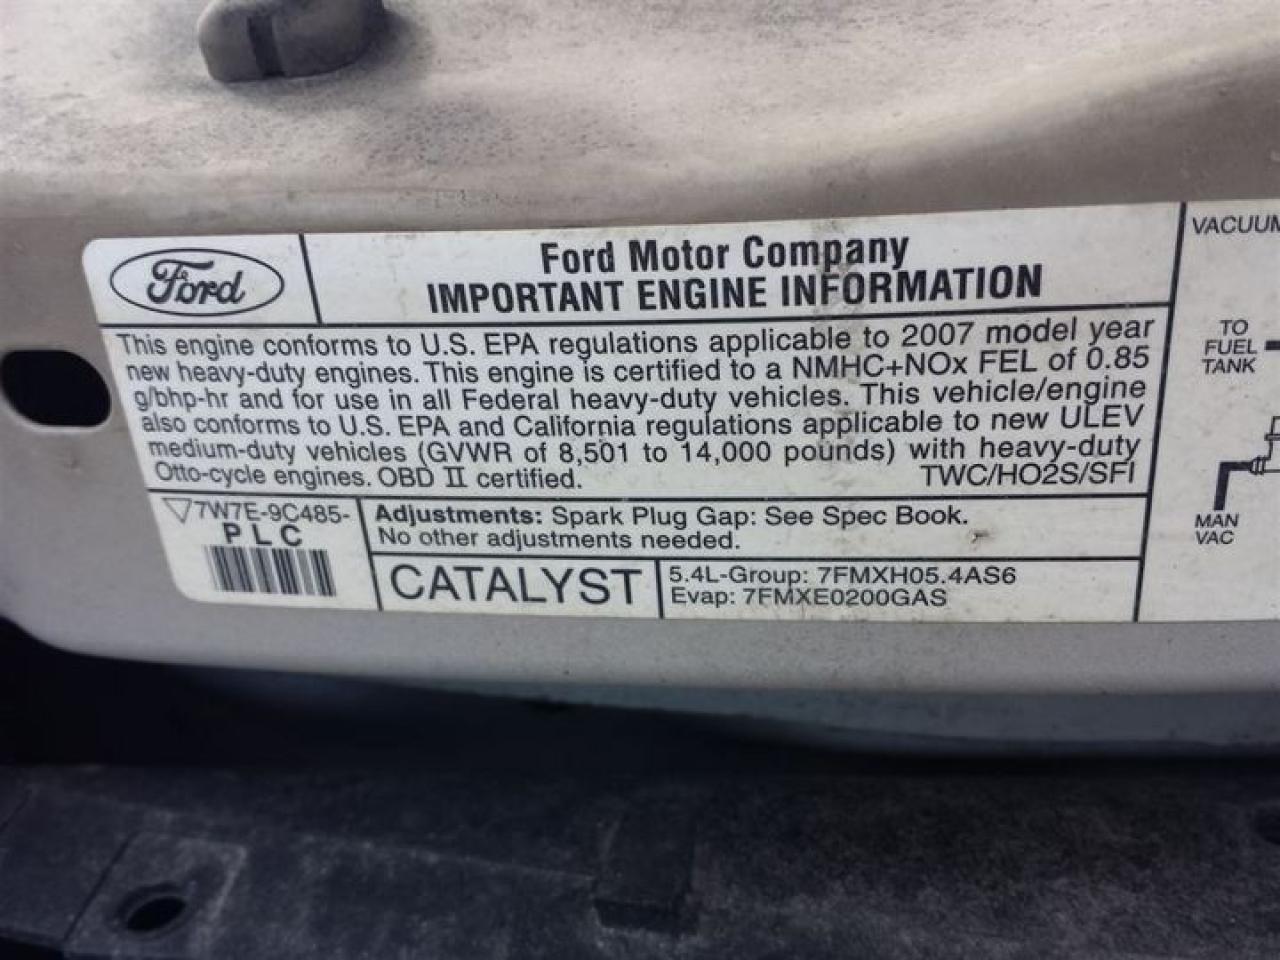 Ford
Ford Motor Company
IMPORTANT ENGINE INFORMATION
This engine conforms to U.S. EPA regulations applicable to 2007 model year
new heavy-duty engines. This engine is certified to a NMHC+NOx FEL of 0.85
g/bhp-hr and for use in all Federal heavy-duty vehicles. This vehicle/engine
also conforms to U.S. EPA and California regulations applicable to new ULEV
medium-duty vehicles (GVWR of 8,501 to 14,000 pounds) with heavy-duty
Otto-cycle engines. OBD II certified. TWC/HO2S/SFI
7W7E-9C485-
PLC
Adjustments: Spark Plug Gap: See Spec Book.
No other adjustments needed.
CATALYST
5.4L-Group: 7FMXH05.4AS6
Evap: 7FMXE0200GAS
TO
FUEL
TANK
MAN
VAC